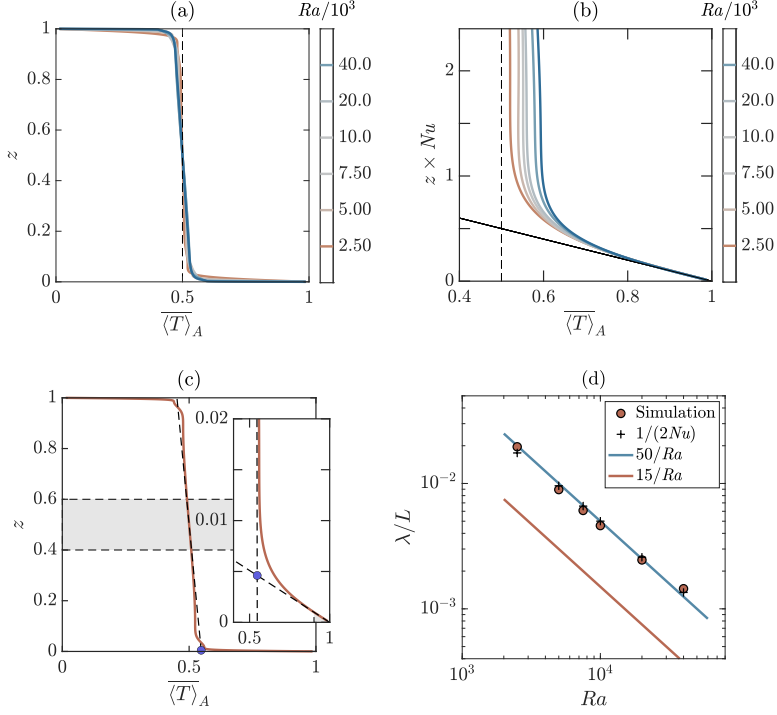 (a)
Ra/10³
1
0.8
0.6
0.4
0.2
0
z
0
0.5
1
⟨T⟩_A
40.0
20.0
10.0
7.50
5.00
2.50
(b)
Ra/10³
2
1
0
z × Nu
0.4
0.6
0.8
1
⟨T⟩_A
40.0
20.0
10.0
7.50
5.00
2.50
(c)
1
0.8
0.6
0.4
0.2
0
z
0
0.5
1
⟨T⟩_A
0.02
0.01
0
0.5
1
(d)
Simulation
1/(2Nu)
50/Ra
15/Ra
10⁻²
10⁻³
λ/L
10³
10⁴
Ra